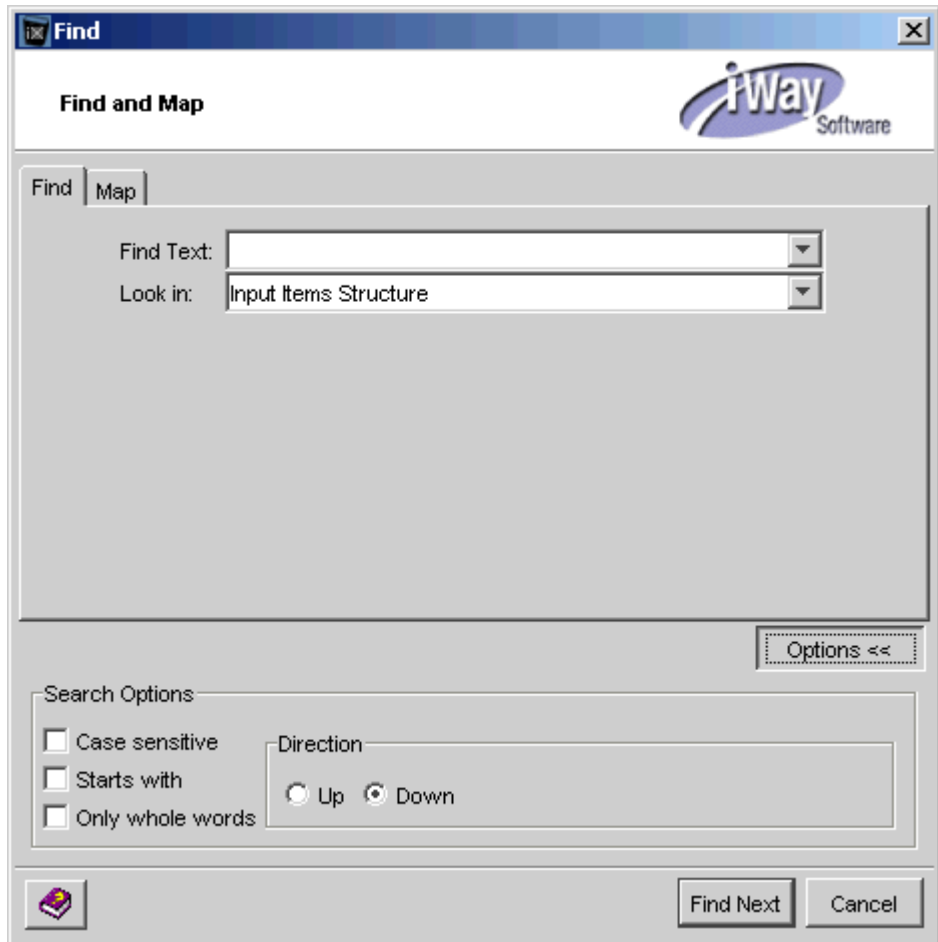 iX Find
Find and Map
iWay
Software
Find Map
Find Text:
Look in: Input Items Structure
Options <<
Search Options
Case sensitive
Starts with
Only whole words
Direction
Up Down
Find Next Cancel